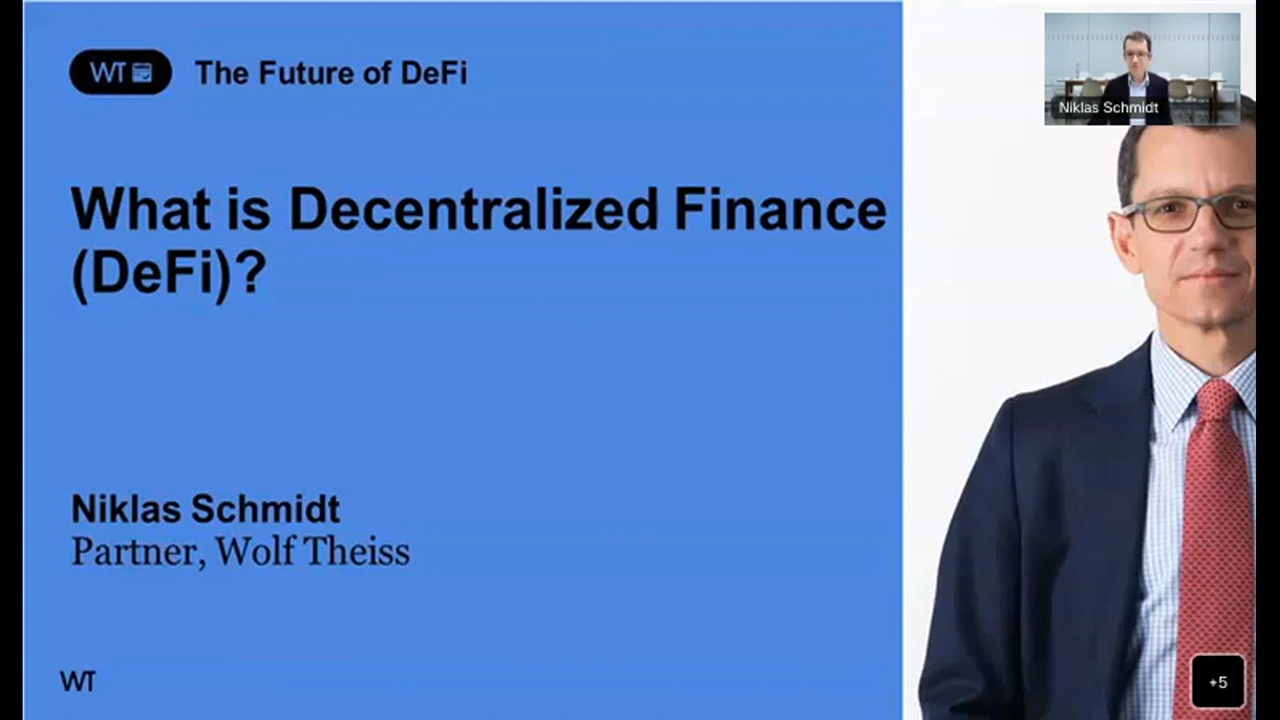 WT The Future of DeFi
Niklas Schmidt
What is Decentralized Finance
(DeFi)?
Niklas Schmidt
Partner, Wolf Theiss
WT
+5